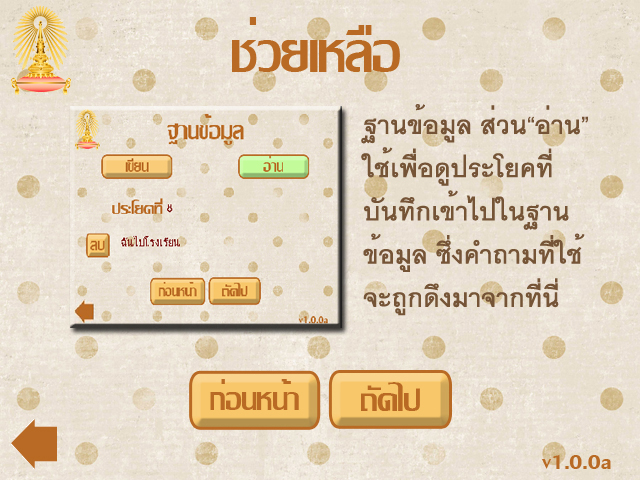 ช่วยเหลือ
ฐานข้อมูล
เขียน
อ่าน
ประโยคที่ ๪
ลบ
ฉันไปโรงเรียน
ก่อนหน้า
ถัดไป
v1.0.0a
ฐานข้อมูล ส่วน“อ่าน”
ใช้เพื่อดูประโยคที่
บันทึกเข้าไปในฐาน
ข้อมูล ซึ่งคำถามที่ใช้
จะถูกดึงมาจากที่นี่
ก่อนหน้า
ถัดไป
v1.0.0a